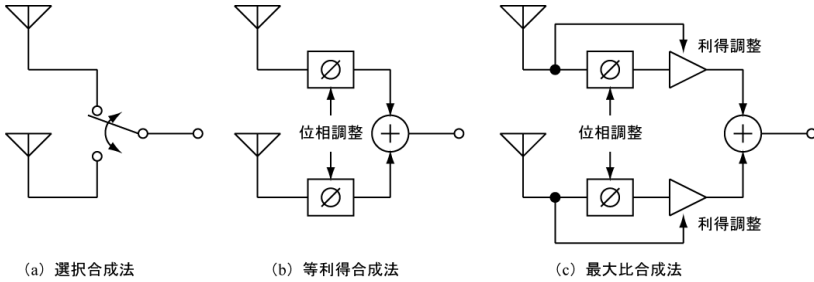 利得調整
位相調整
位相調整
利得調整
(a) 選択合成法
(b) 等利得合成法
(c) 最大比合成法